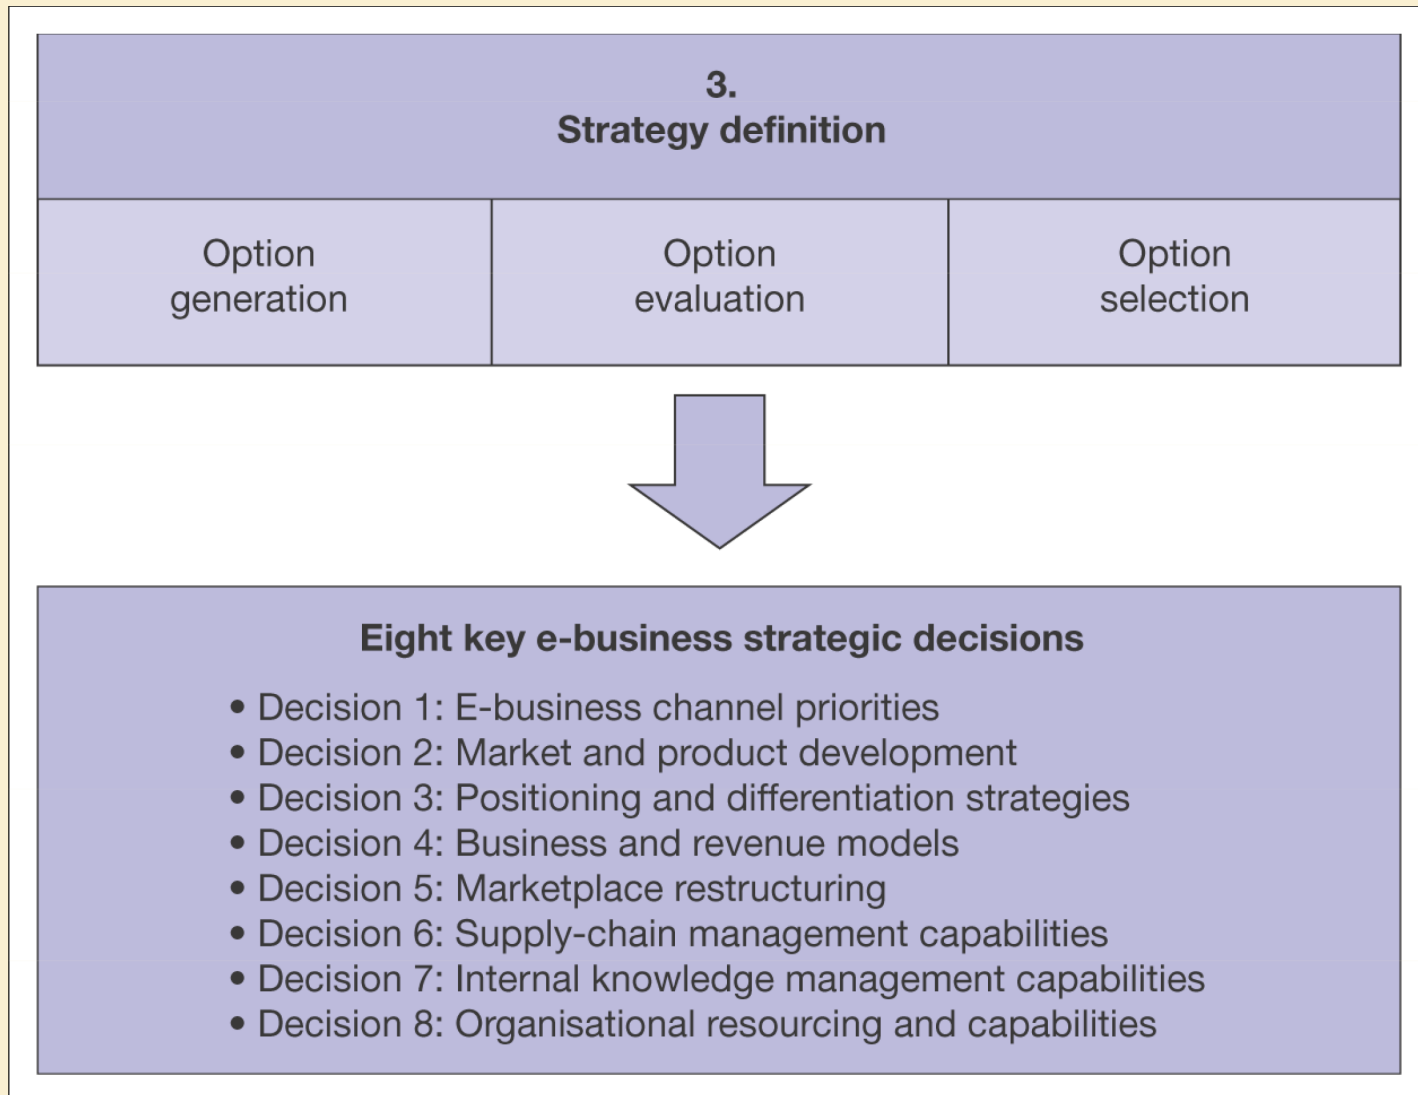 3.
Strategy definition
Option
generation
Option
evaluation
Option
selection
Eight key e-business strategic decisions
• Decision 1: E-business channel priorities
• Decision 2: Market and product development
• Decision 3: Positioning and differentiation strategies
• Decision 4: Business and revenue models
• Decision 5: Marketplace restructuring
• Decision 6: Supply-chain management capabilities
• Decision 7: Internal knowledge management capabilities
• Decision 8: Organisational resourcing and capabilities